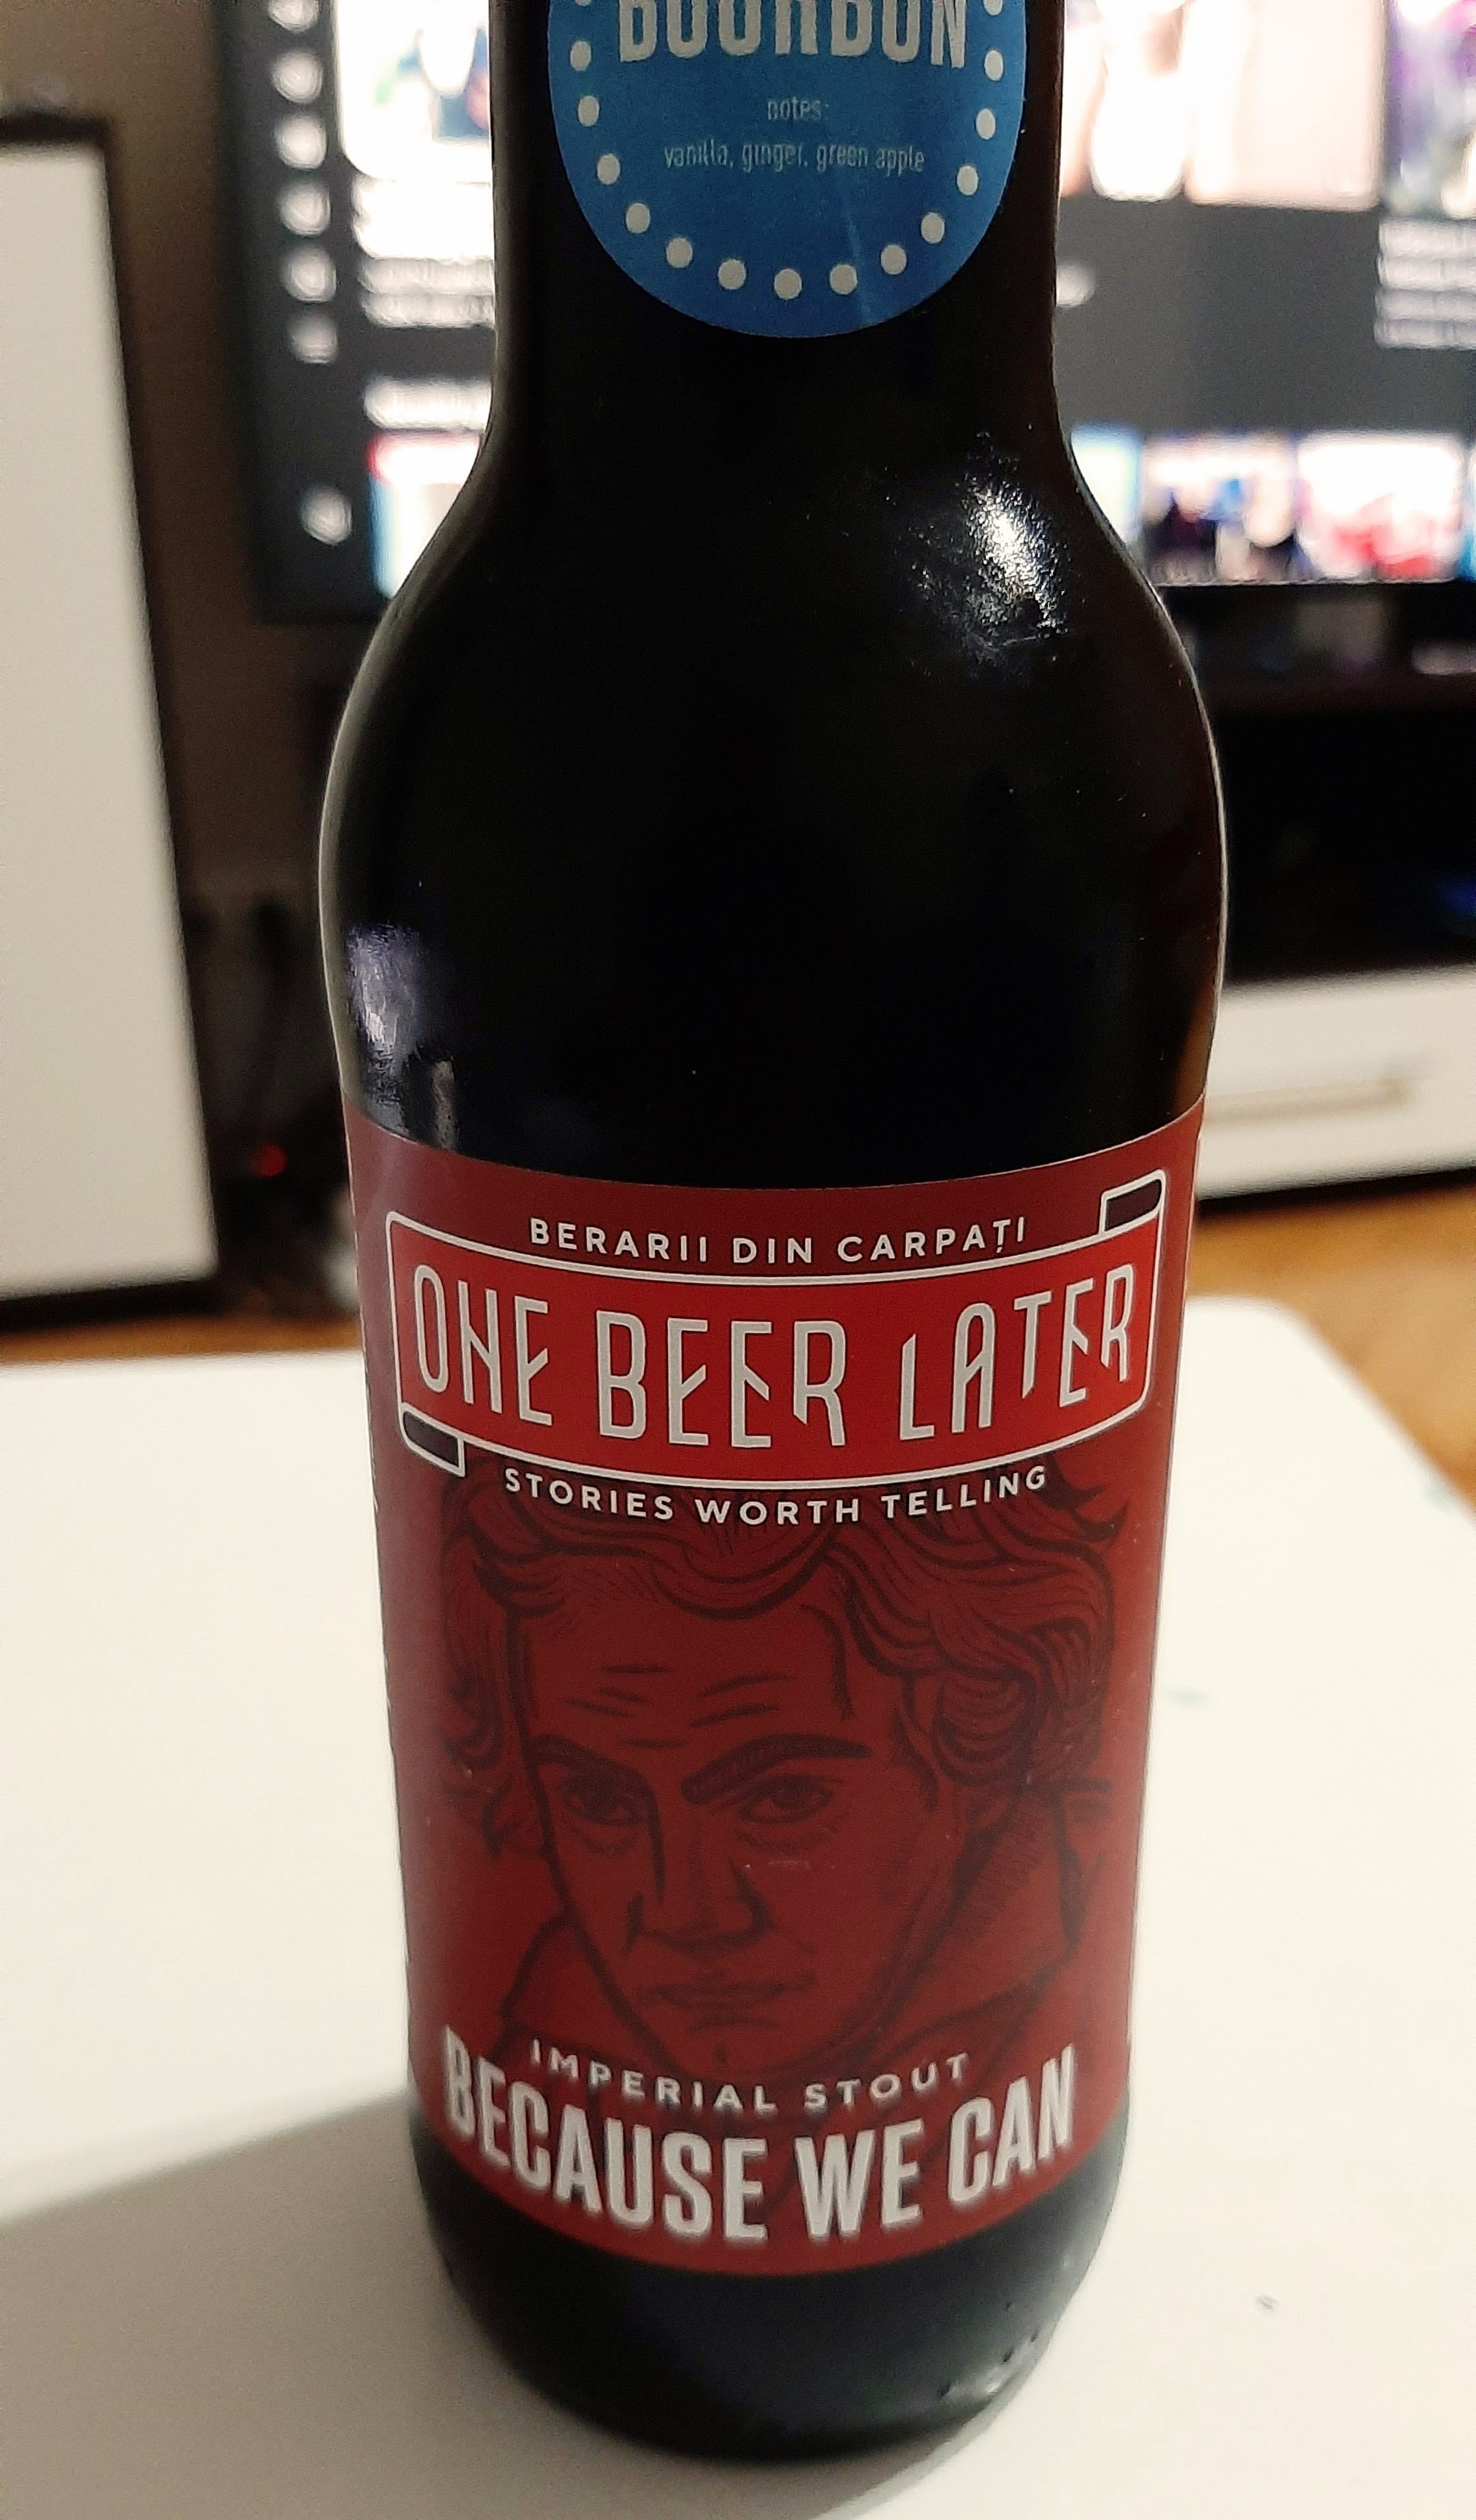 BOURBON
notes:
vanilla, ginger, green apple
BERARII DIN CARPAȚI
ONE BEER LATER
STORIES WORTH TELLING
IMPERIAL STOUT
BECAUSE WE CAN